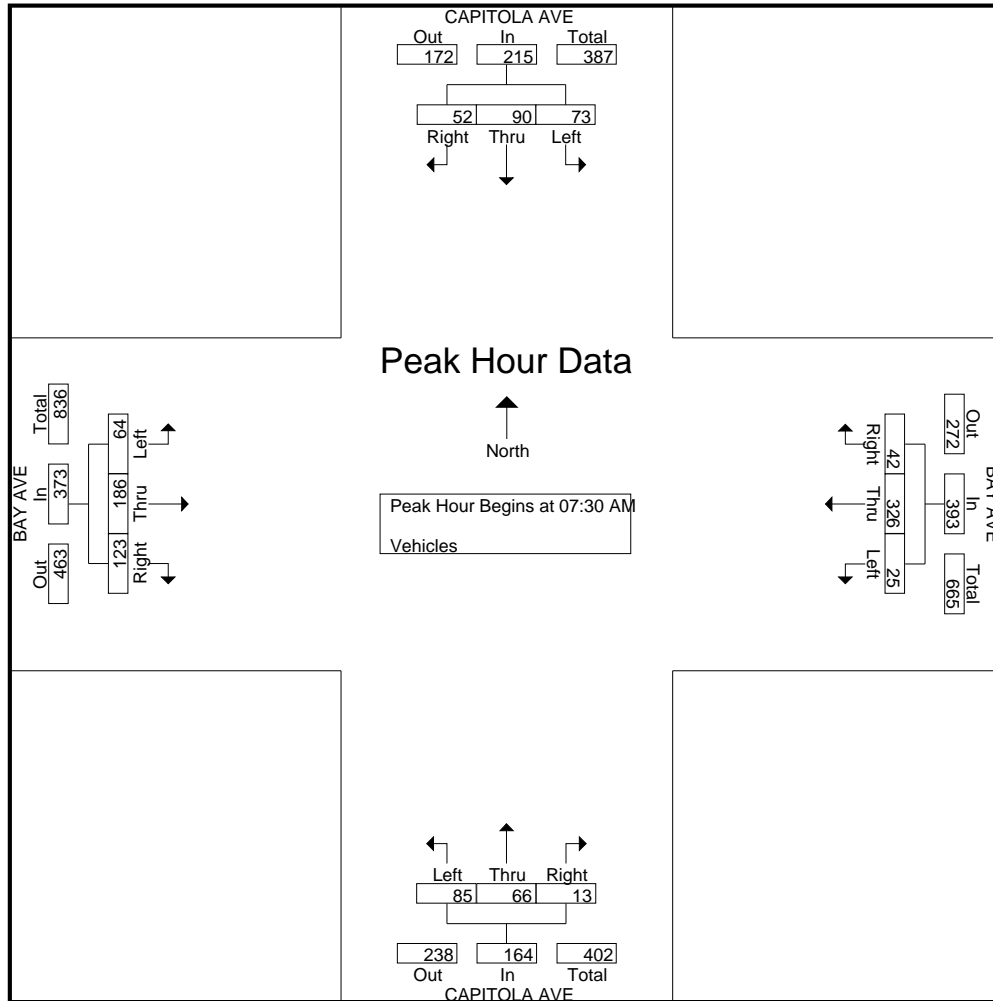 CAPITOLA AVE
Out In Total
172 215 387
52 90 73
Right Thru Left
Peak Hour Data
North
Peak Hour Begins at 07:30 AM
Vehicles
BAY AVE
Out In Total
463 373 836
64 186 123
Left Thru Right
BAY AVE
Out In Total
272 393 665
42 326 25
Right Thru Left
Left Thru Right
85 66 13
238 164 402
Out In Total
CAPITOLA AVE